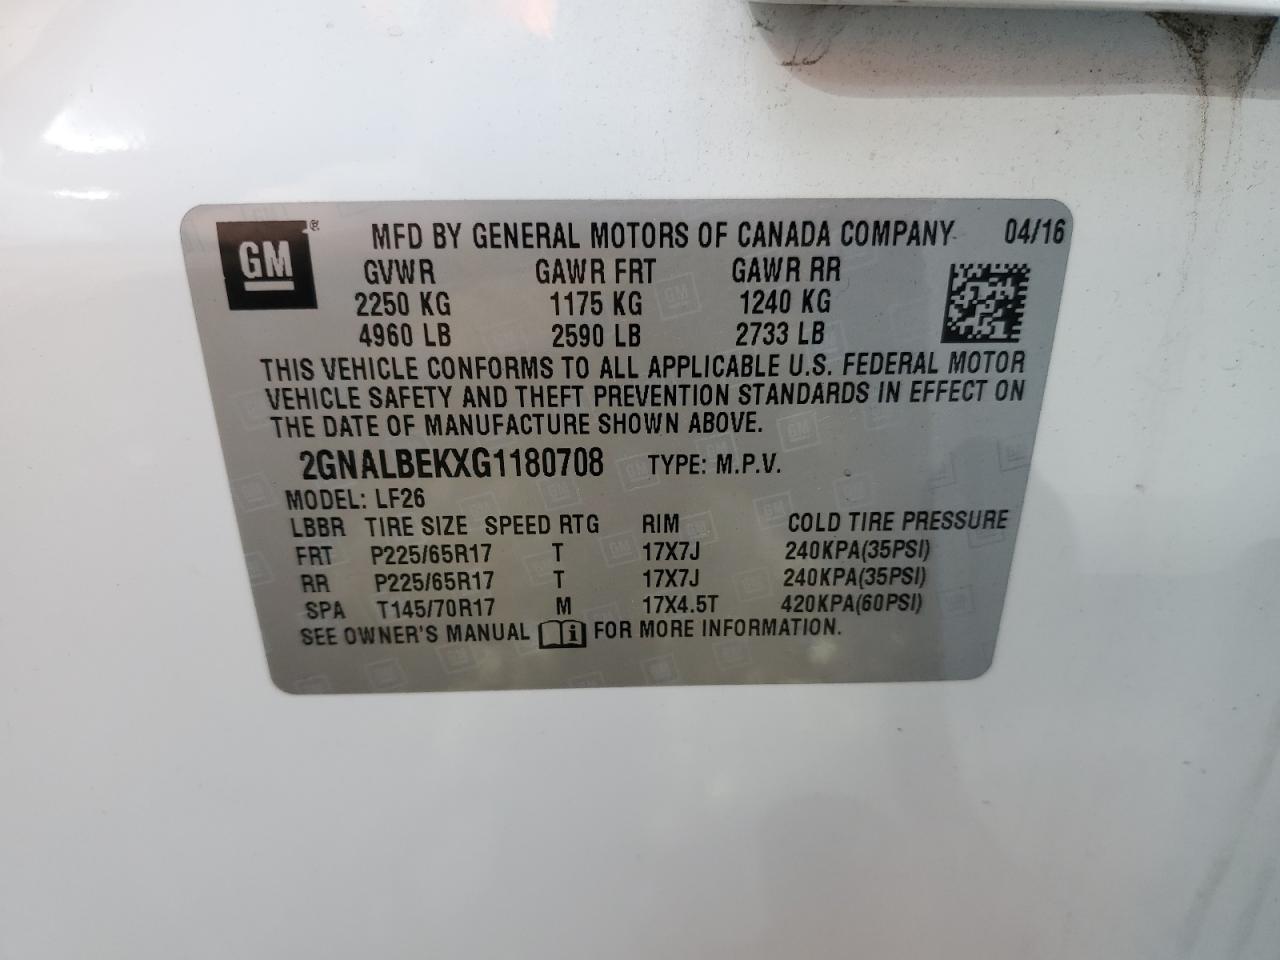 GM ® MFD BY GENERAL MOTORS OF CANADA COMPANY 04/16
GVWR GAWR FRT GAWR RR
2250 KG 1175 KG 1240 KG
4960 LB 2590 LB 2733 LB
THIS VEHICLE CONFORMS TO ALL APPLICABLE U.S. FEDERAL MOTOR
VEHICLE SAFETY AND THEFT PREVENTION STANDARDS IN EFFECT ON
THE DATE OF MANUFACTURE SHOWN ABOVE.
2GNALBEKXG1180708 TYPE: M.P.V.
MODEL: LF26
LBBR TIRE SIZE SPEED RTG RIM COLD TIRE PRESSURE
FRT P225/65R17 T 17X7J 240KPA(35PSI)
RR P225/65R17 T 17X7J 240KPA(35PSI)
SPA T145/70R17 M 17X4.5T 420KPA(60PSI)
SEE OWNER'S MANUAL i FOR MORE INFORMATION.